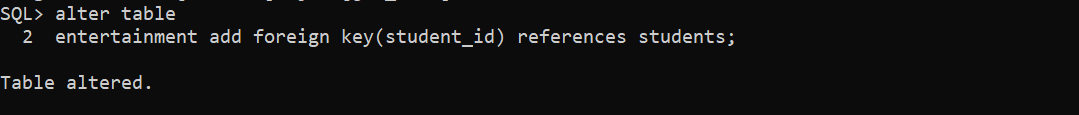 SQL> alter table
  2  entertainment add foreign key(student_id) references students;
Table altered.